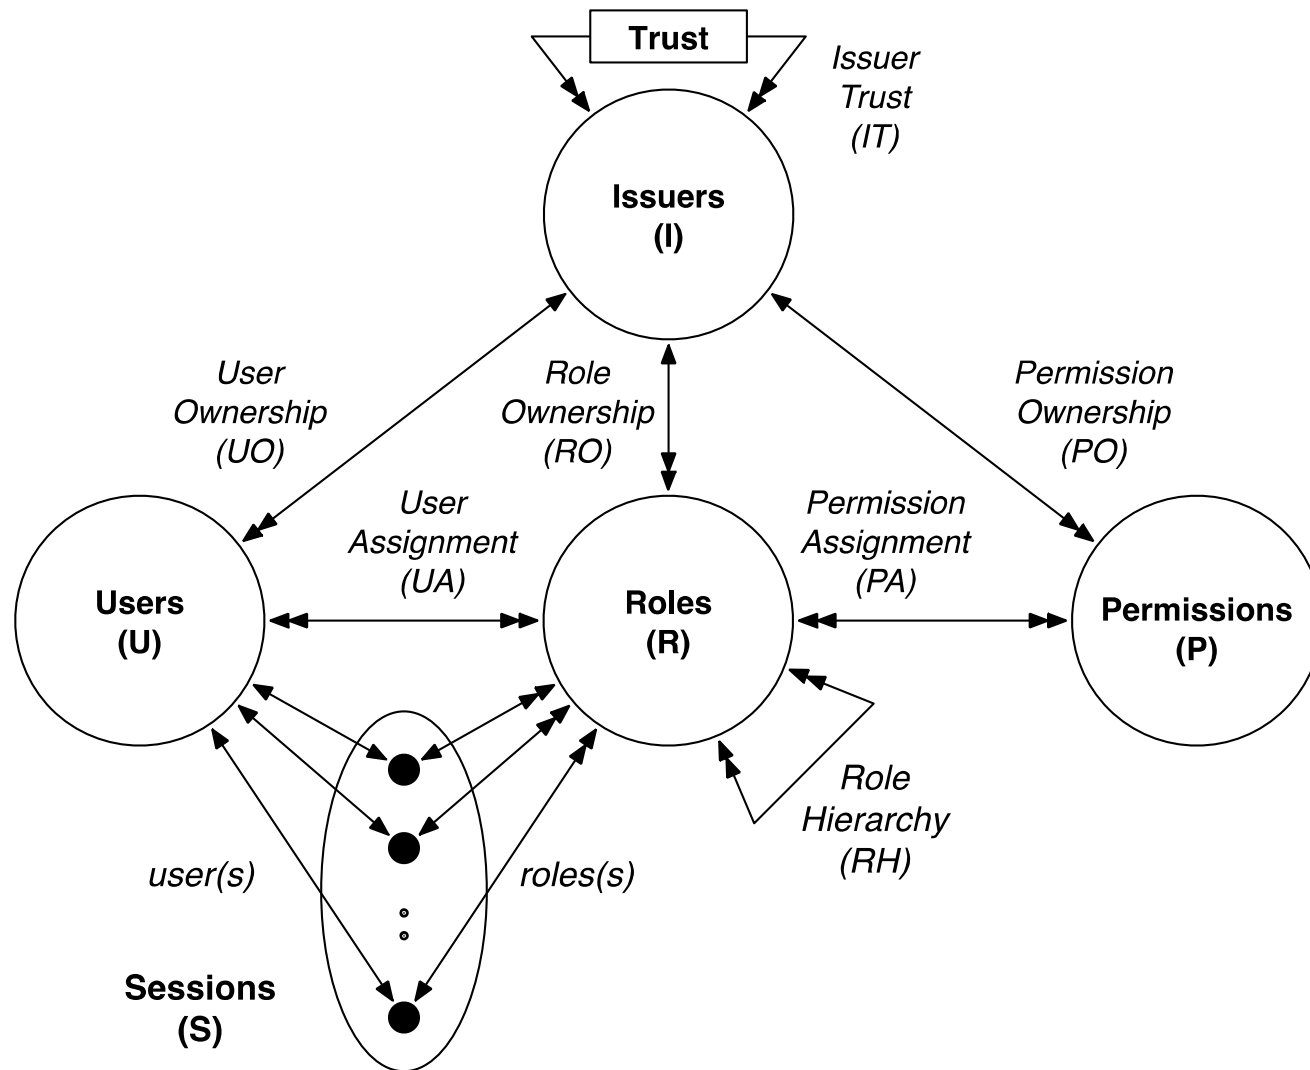 Trust
Issuer
Trust
(IT)
Issuers
(I)
User
Ownership
(UO)
Role
Ownership
(RO)
Permission
Ownership
(PO)
User
Assignment
(UA)
Permission
Assignment
(PA)
Users
(U)
Roles
(R)
Permissions
(P)
Role
Hierarchy
(RH)
user(s)
roles(s)
Sessions
(S)